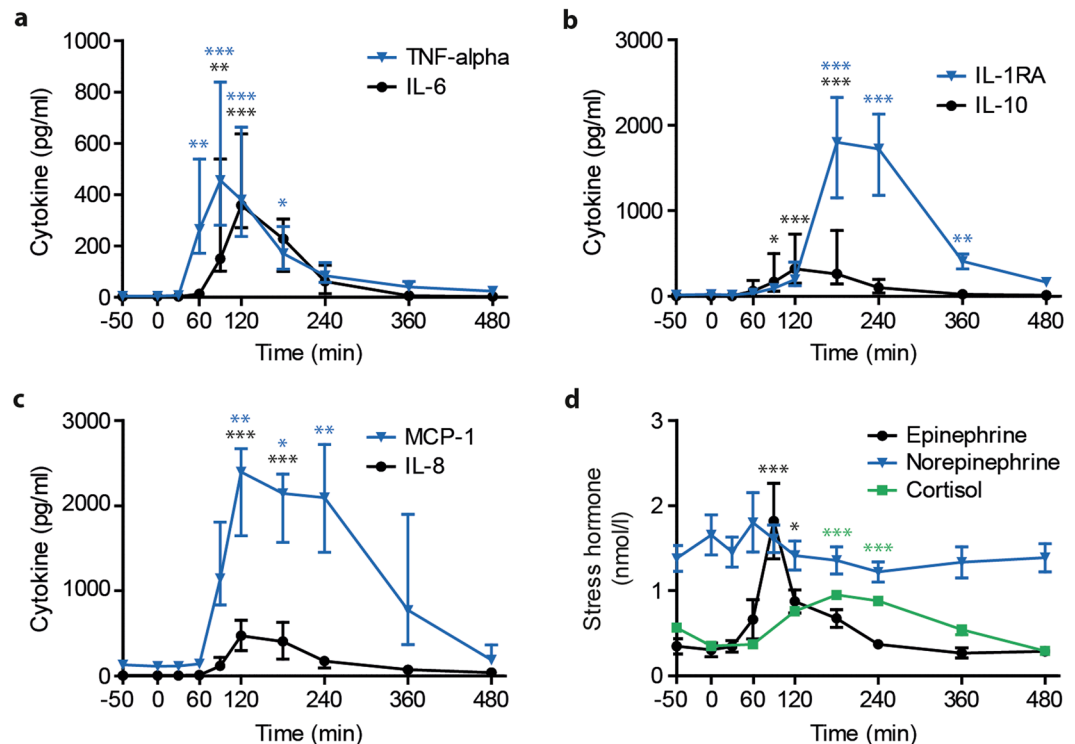 a
1000
800
600
400
200
0
Cytokine (pg/ml)
TNF-alpha
IL-6
***
**
***
***
**
*
-50 0 60 120 240 360 480
Time (min)
b
3000
2000
1000
0
Cytokine (pg/ml)
IL-1RA
IL-10
***
***
***
***
*
**
-50 0 60 120 240 360 480
Time (min)
c
3000
2000
1000
0
Cytokine (pg/ml)
MCP-1
IL-8
**
***
*
***
**
-50 0 60 120 240 360 480
Time (min)
d
3
2
1
0
Stress hormone
(nmol/l)
Epinephrine
Norepinephrine
Cortisol
***
*
***
***
-50 0 60 120 240 360 480
Time (min)